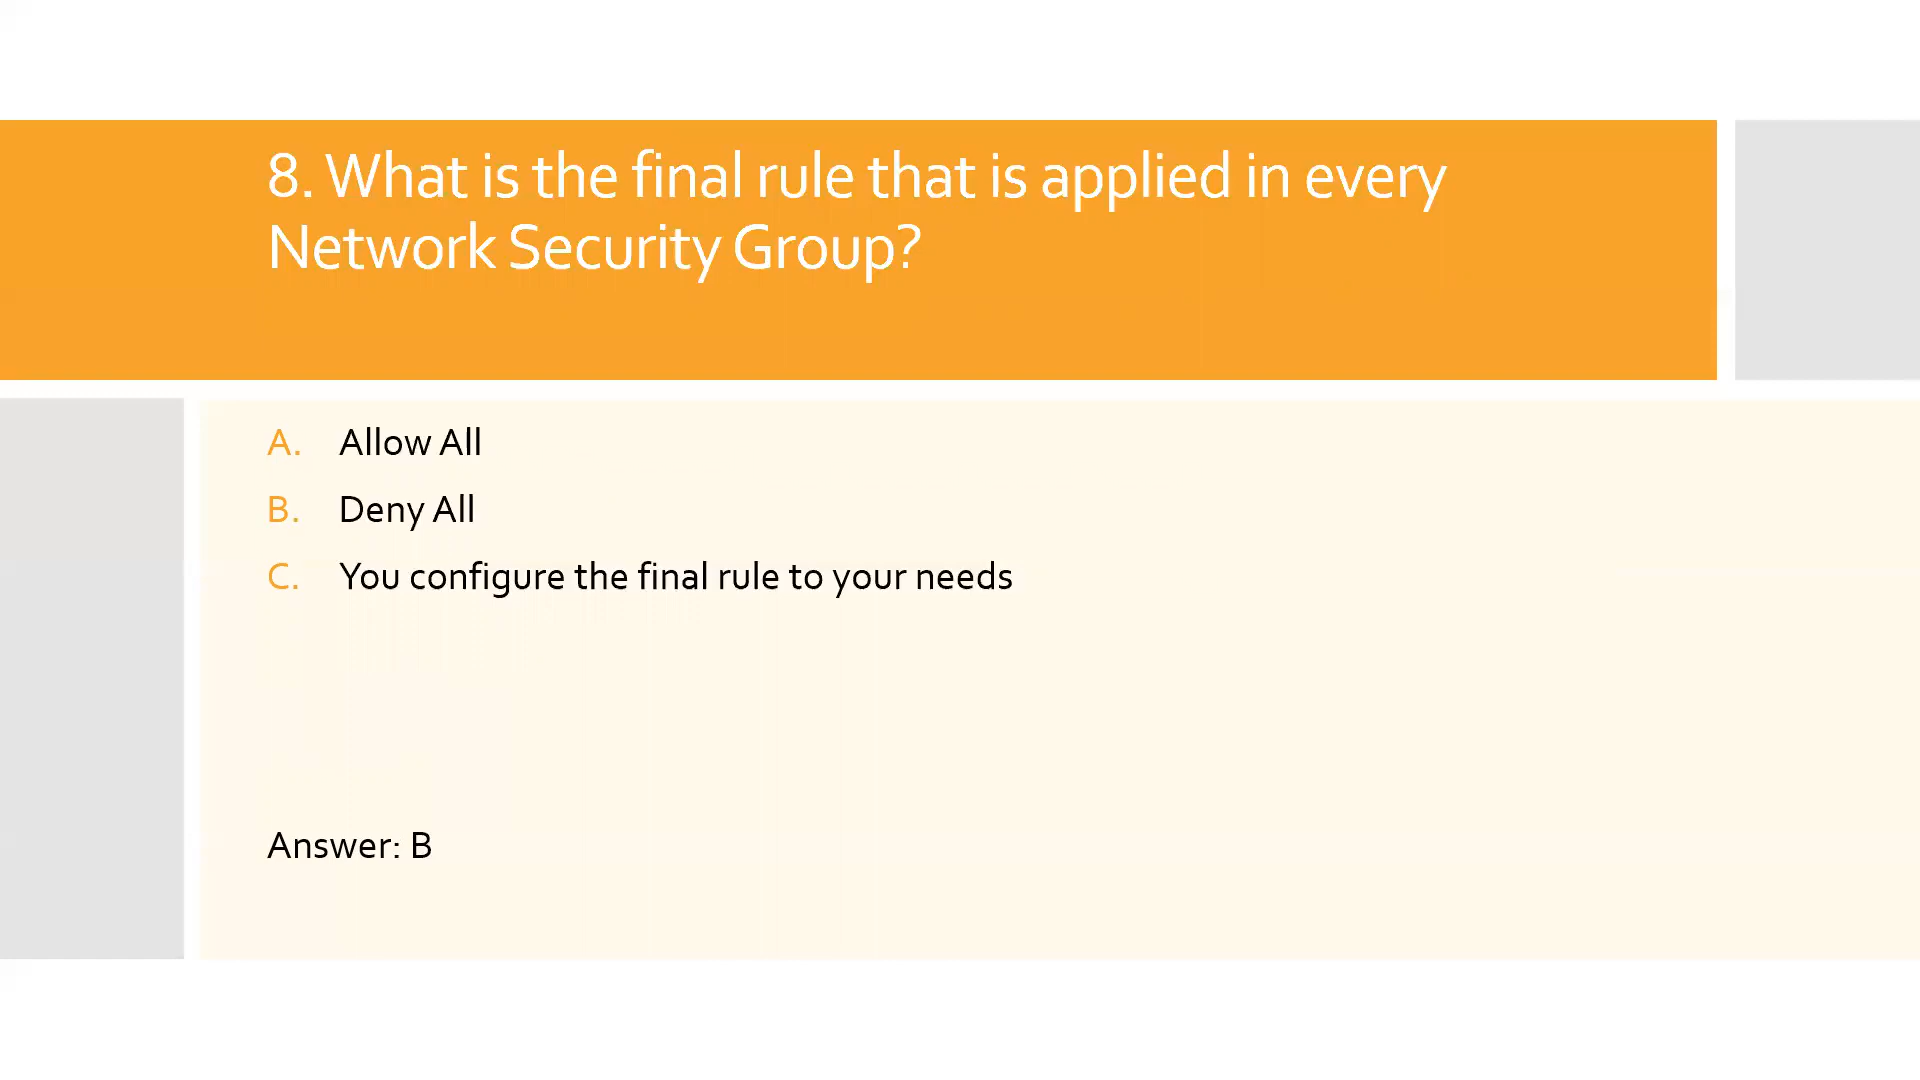 8. What is the final rule that is applied in every
Network Security Group?
A. Allow All
B. Deny All
C. You configure the final rule to your needs
Answer: B